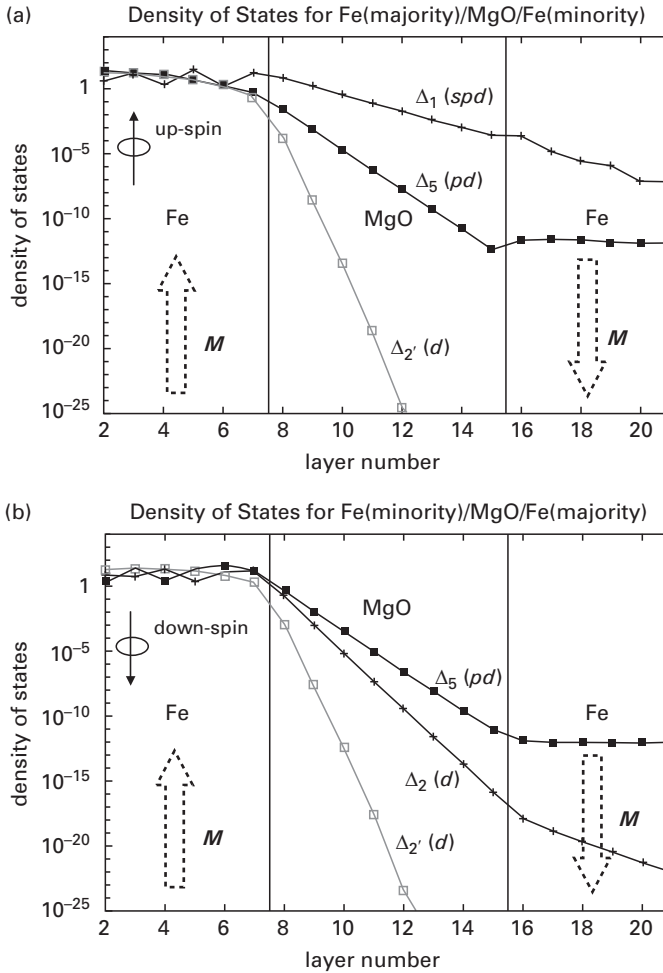 (a) Density of States for Fe(majority)/MgO/Fe(minority)
density of states
1
10⁻⁵
10⁻¹⁰
10⁻¹⁵
10⁻²⁰
10⁻²⁵
up-spin
Fe
M
Δ₁ (spd)
Δ₅ (pd)
MgO
Δ₂′ (d)
Fe
M
2 4 6 8 10 12 14 16 18 20
layer number
(b) Density of States for Fe(minority)/MgO/Fe(majority)
density of states
1
10⁻⁵
10⁻¹⁰
10⁻¹⁵
10⁻²⁰
10⁻²⁵
down-spin
Fe
M
MgO
Δ₅ (pd)
Δ₂ (d)
Δ₂′ (d)
Fe
M
2 4 6 8 10 12 14 16 18 20
layer number